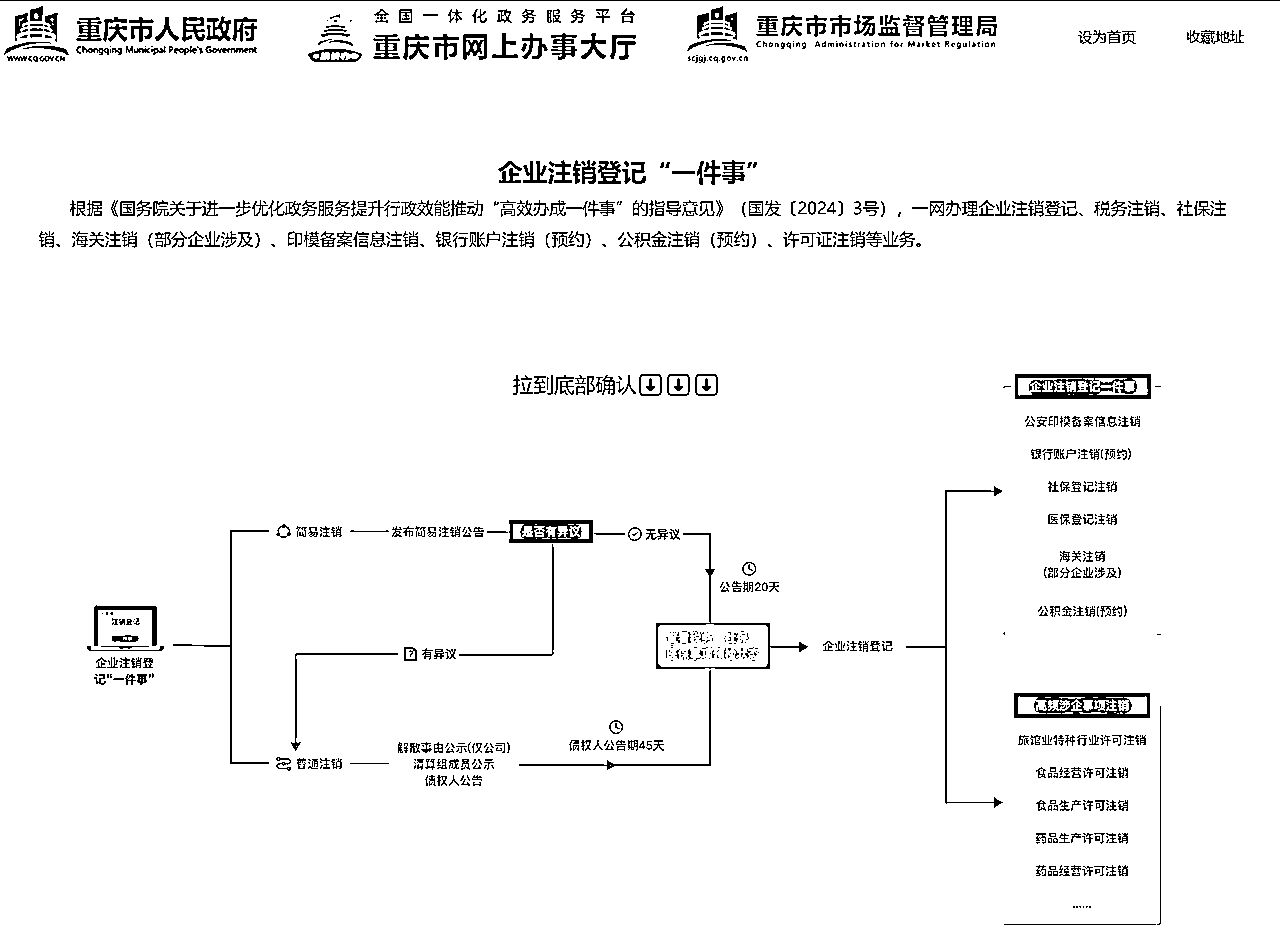 重庆市人民政府
Chongqing Municipal People's Government
WWW.CQ.GOV.CN
全国一体化政务服务平台
重庆市网上办事大厅
重庆市市场监督管理局
Chongqing Administration for Market Regulation
scjgj.cq.gov.cn
设为首页
收藏地址
企业注销登记“一件事”
根据《国务院关于进一步优化政务服务提升行政效能推动“高效办成一件事”的指导意见》（国发〔2024〕3号），一网办理企业注销登记、税务注销、社保注
销、海关注销（部分企业涉及）、印模备案信息注销、银行账户注销（预约）、公积金注销（预约）、许可证注销等业务。
拉到底部确认
注销登记
企业注销登
记“一件事”
简易注销
发布简易注销公告
是否有异议
无异议
公告期20天
有异议
普通注销
解散事由公示(仅公司)
清算组成员公示
债权人公告
债权人公告期45天
企业注销登记
企业注销登记一件事
公安印模备案信息注销
银行账户注销(预约)
社保登记注销
医保登记注销
海关注销
(部分企业涉及)
公积金注销(预约)
高频涉企事项注销
旅馆业特种行业许可注销
食品经营许可注销
食品生产许可注销
药品生产许可注销
药品经营许可注销
......